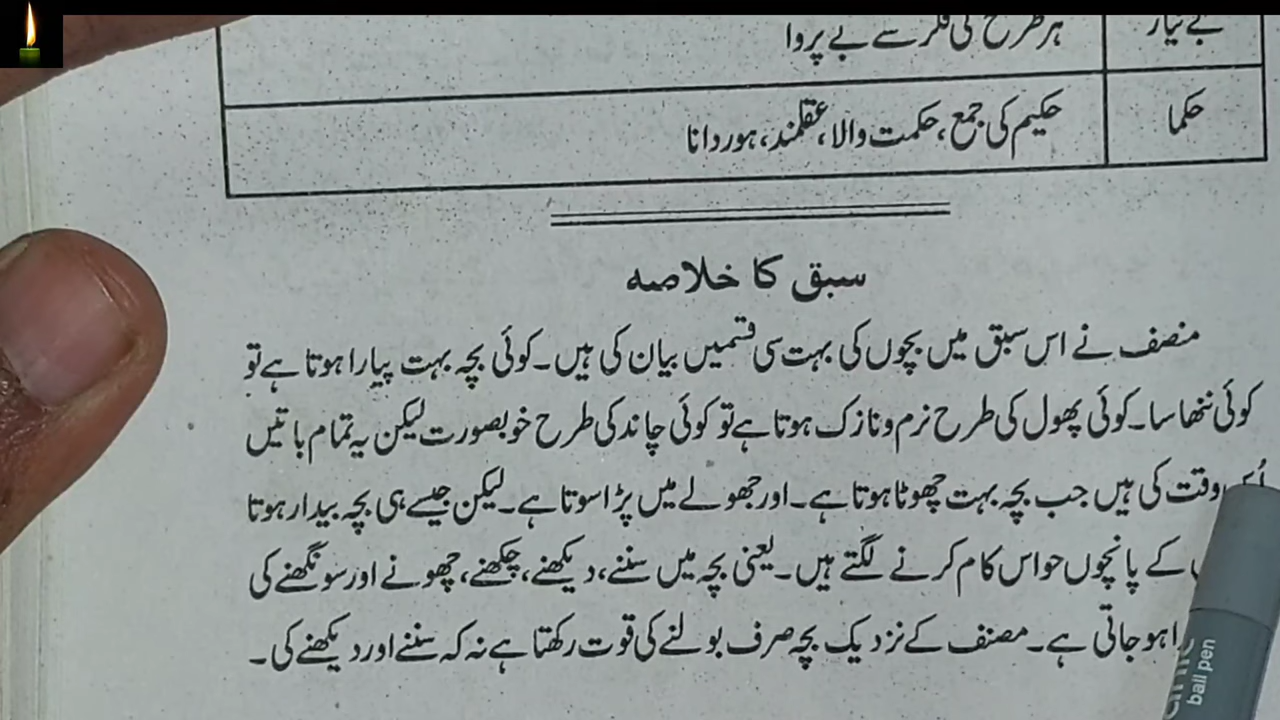 بے نیاز ہر طرح کی فکر سے بے پروا
حکما حکیم کی جمع، حکمت والا، عقلمند، ہوردانا
سبق کا خلاصہ
منصف نے اس سبق میں بچوں کی بہت سی قسمیں بیان کی ہیں۔ کوئی بچہ بہت پیارا ہوتا ہے تو
کوئی ننھا سا۔ کوئی پھول کی طرح نرم و نازک ہوتا ہے تو کوئی چاند کی طرح خوبصورت لیکن یہ تمام باتیں
اُس وقت کی ہیں جب بچہ بہت چھوٹا ہوتا ہے۔ اور جھولے میں پڑا سوتا ہے۔ لیکن جیسے ہی بچہ بیدار ہوتا
کے پانچوں حواس کام کرنے لگتے ہیں۔ یعنی بچہ میں سننے، دیکھنے، چکھنے، چھونے اور سونگھنے کی
ہو جاتی ہے۔ مصنف کے نزدیک بچہ صرف بولنے کی قوت رکھتا ہے نہ کہ سننے اور دیکھنے کی۔
ball pen